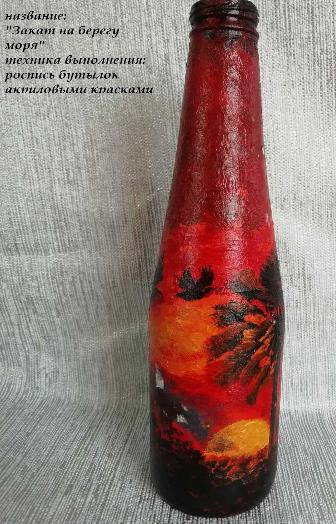 название:
"Закат на берегу
моря"
техника выполнения:
роспись бутылок
акриловыми красками